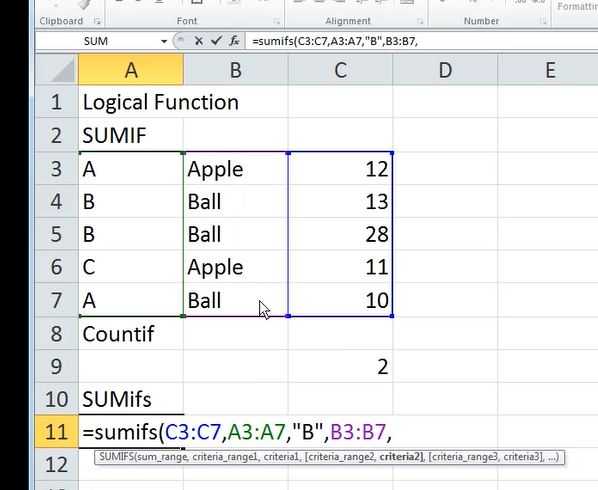 Formatting
Clipboard Font Alignment Number
SUM fx =sumifs(C3:C7,A3:A7,"B",B3:B7,
A B C D E
1 Logical Function
2 SUMIF
3 A Apple 12
4 B Ball 13
5 B Ball 28
6 C Apple 11
7 A Ball 10
8 Countif
9 2
10 SUMifs
11 =sumifs(C3:C7,A3:A7,"B",B3:B7,
12 SUMIFS(sum_range, criteria_range1, criteria1, [criteria_range2, criteria2], [criteria_range3, criteria3], ...)